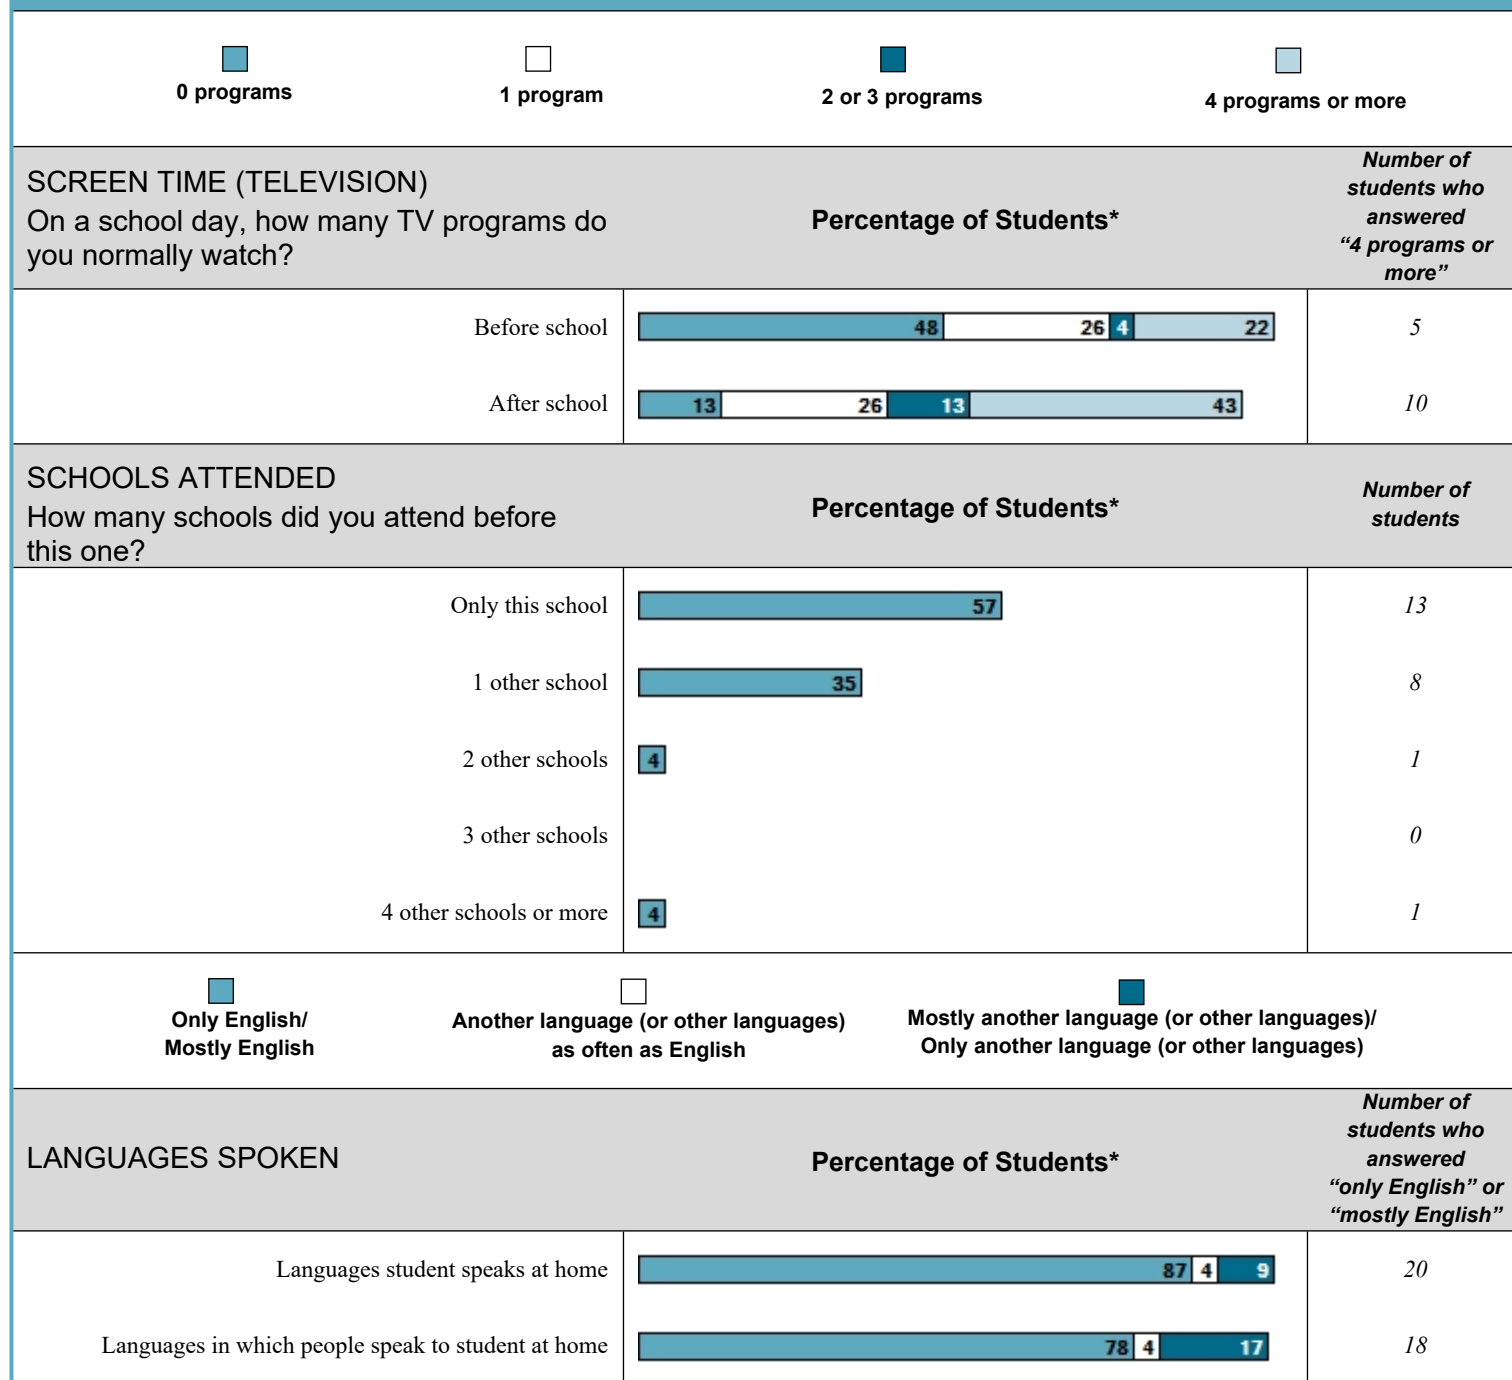 0 programs
1 program
2 or 3 programs
4 programs or more
SCREEN TIME (TELEVISION)
On a school day, how many TV programs do
you normally watch?
Percentage of Students*
Number of
students who
answered
“4 programs or
more”
Before school
48 26 4 22
5
After school
13 26 13 43
10
SCHOOLS ATTENDED
How many schools did you attend before
this one?
Percentage of Students*
Number of
students
Only this school
57
13
1 other school
35
8
2 other schools
4
1
3 other schools
0
4 other schools or more
4
1
Only English/
Mostly English
Another language (or other languages)
as often as English
Mostly another language (or other languages)/
Only another language (or other languages)
LANGUAGES SPOKEN
Percentage of Students*
Number of
students who
answered
“only English” or
“mostly English”
Languages student speaks at home
87 4 9
20
Languages in which people speak to student at home
78 4 17
18